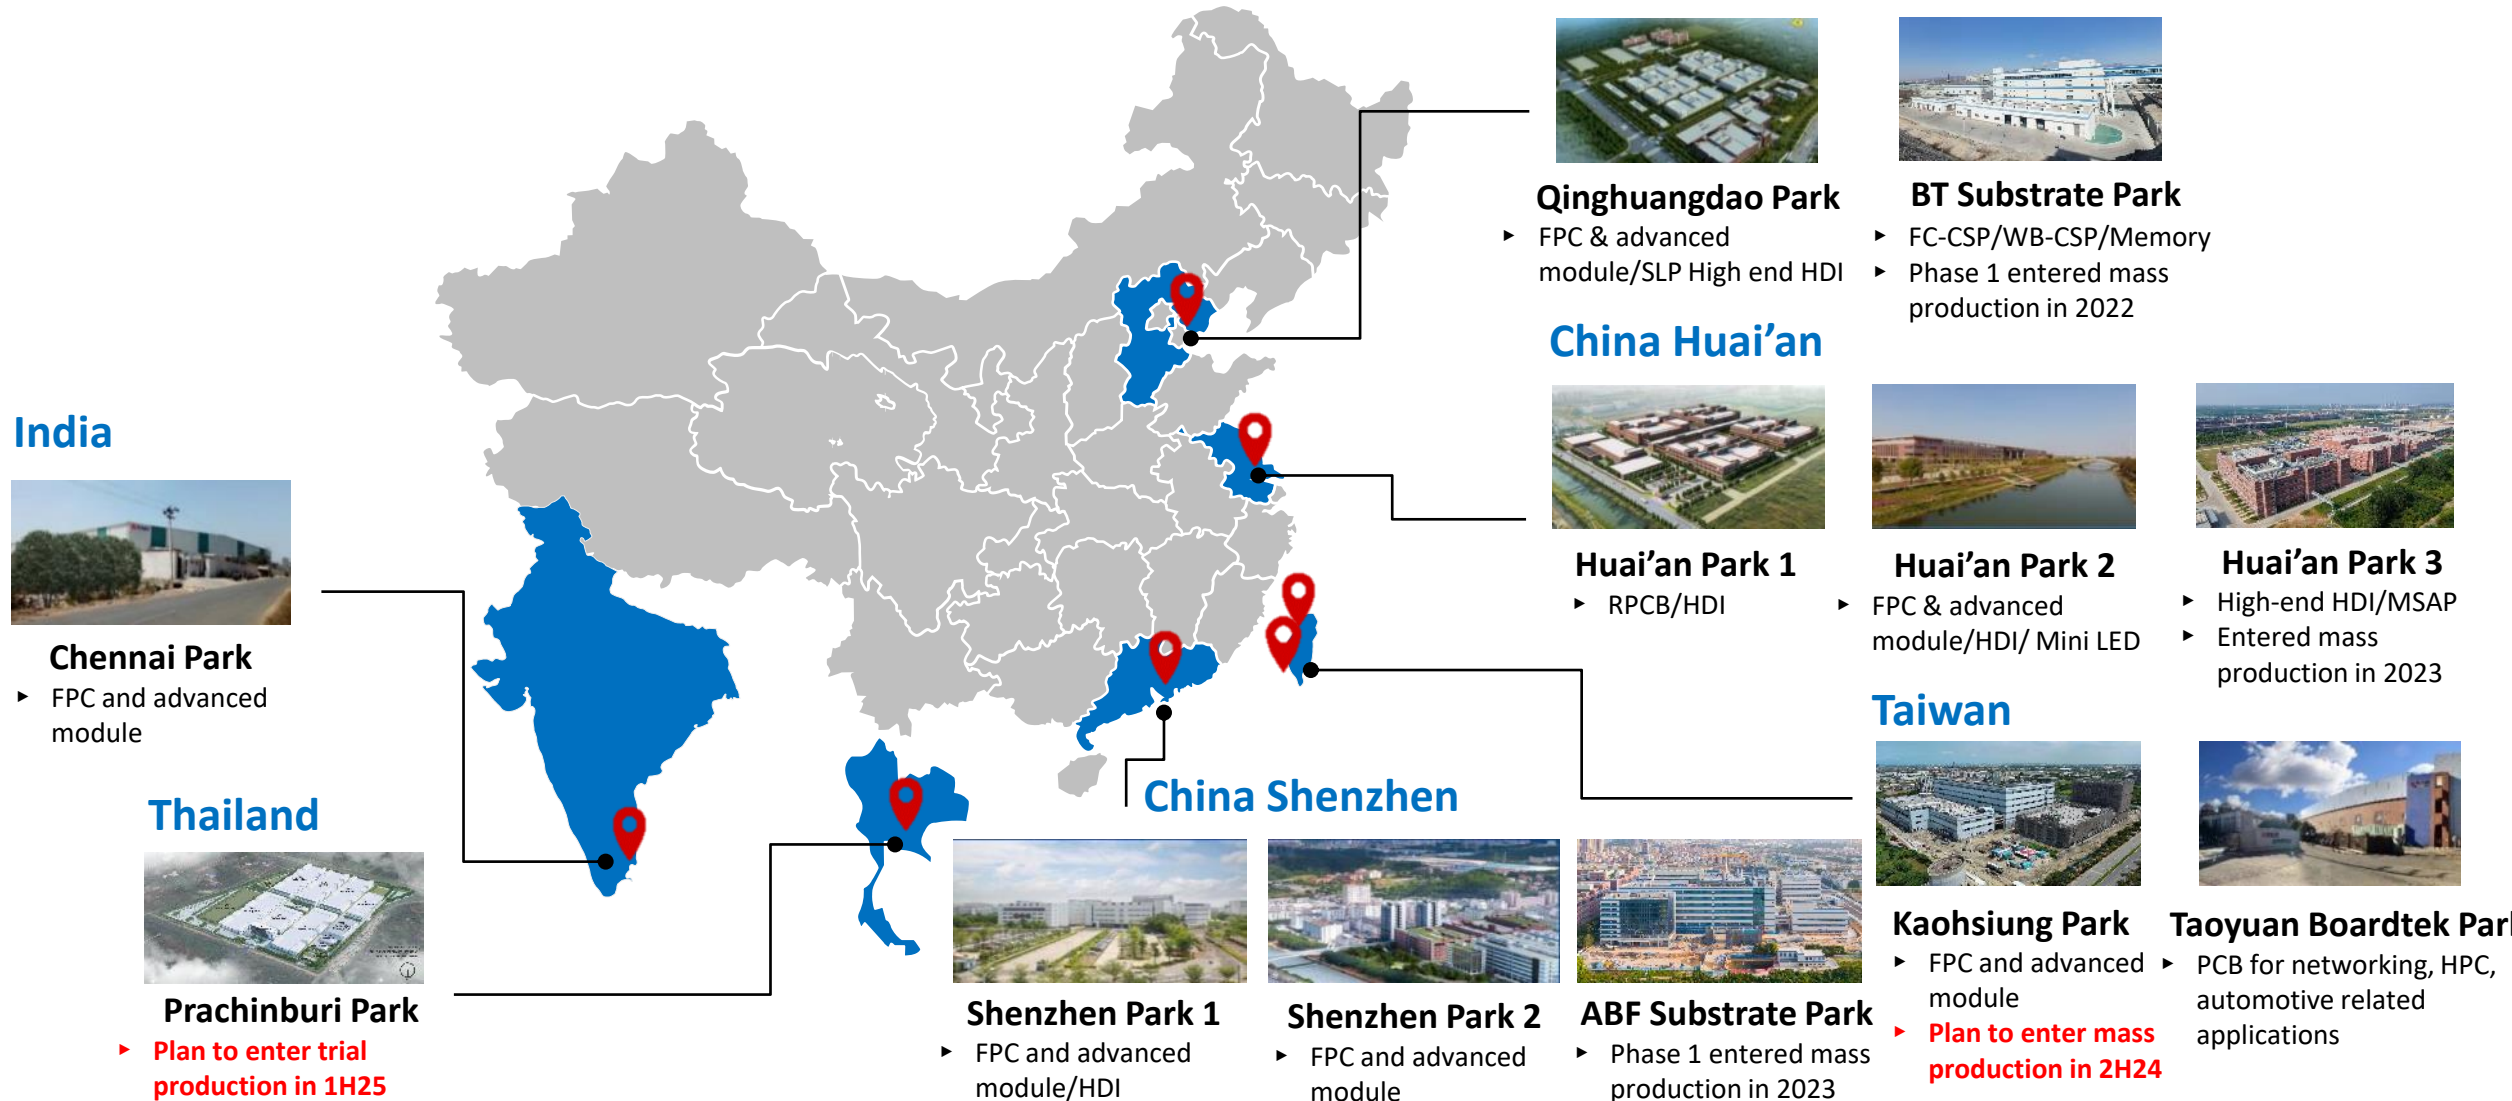 Qinghuangdao Park
► FPC & advanced
module/SLP High end HDI
BT Substrate Park
► FC-CSP/WB-CSP/Memory
► Phase 1 entered mass
production in 2022
China Huai’an
Huai’an Park 1
► RPCB/HDI
Huai’an Park 2
► FPC & advanced
module/HDI/ Mini LED
Huai’an Park 3
► High-end HDI/MSAP
► Entered mass
production in 2023
India
Chennai Park
► FPC and advanced
module
Thailand
Prachinburi Park
► Plan to enter trial
production in 1H25
China Shenzhen
Shenzhen Park 1
► FPC and advanced
module/HDI
Shenzhen Park 2
► FPC and advanced
module
ABF Substrate Park
► Phase 1 entered mass
production in 2023
Taiwan
Kaohsiung Park
► FPC and advanced
module
► Plan to enter mass
production in 2H24
Taoyuan Boardtek Park
► PCB for networking, HPC,
automotive related
applications